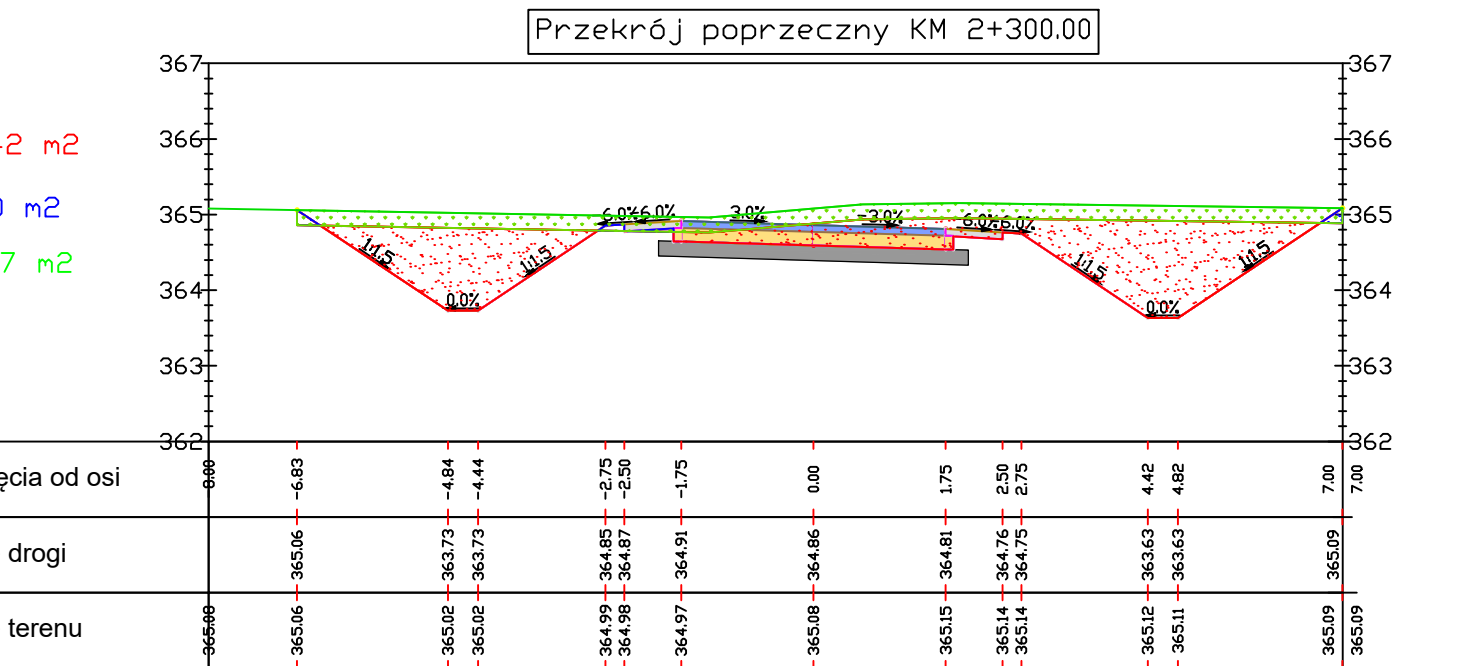 Przekrój poprzeczny KM 2+300.00
367 367
366 366
2 m2
365 365
m2
7 m2
6.0% 6.0% 3.0% -3.0% 6.0% 6.0%
1:1.5 1:1.5 1:1.5 1:1.5
364 364
0.0% 0.0%
363 363
362 362
ęcia od osi 8.00 -6.83 -4.84 -4.44 -2.75 -2.50 -1.75 0.00 1.75 2.50 2.75 4.42 4.82 7.00 7.00
drogi 365.06 363.73 363.73 364.85 364.87 364.91 364.86 364.81 364.76 364.75 363.63 363.63 365.09
terenu 365.08 365.06 365.02 365.02 364.99 364.98 364.97 365.08 365.15 365.14 365.14 365.12 365.11 365.09 365.09